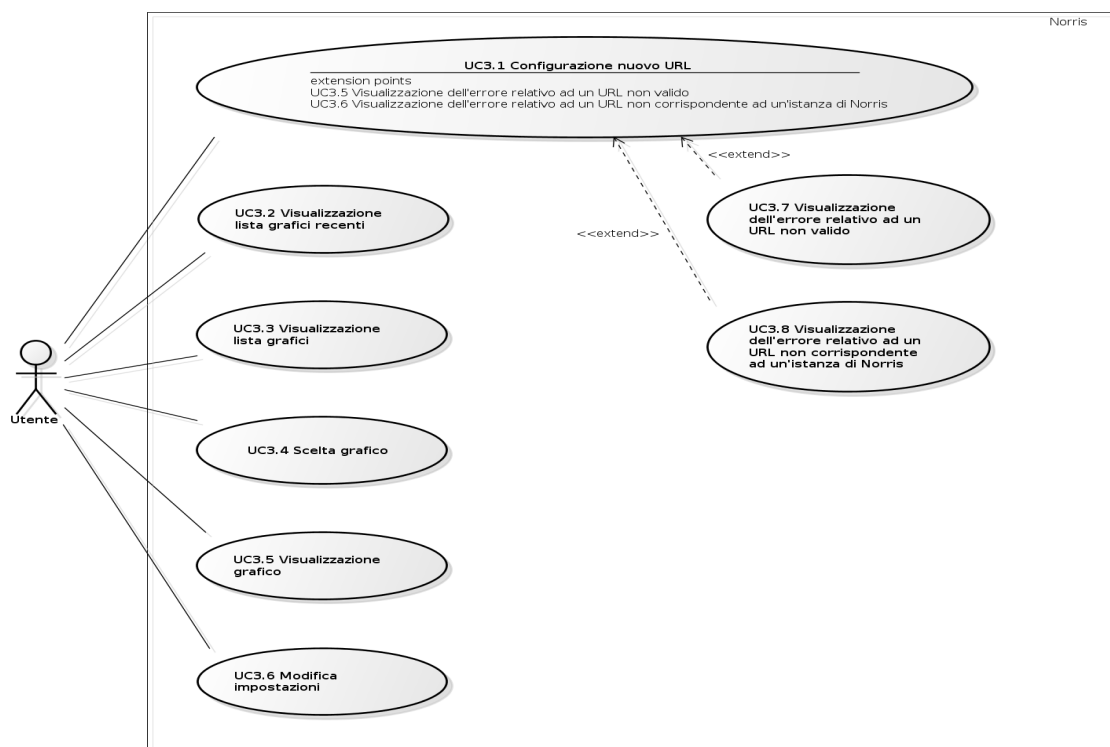 Norris
UC3.1 Configurazione nuovo URL
extension points
UC3.5 Visualizzazione dell'errore relativo ad un URL non valido
UC3.6 Visualizzazione dell'errore relativo ad un URL non corrispondente ad un'istanza di Norris
<<extend>>
<<extend>>
UC3.2 Visualizzazione
lista grafici recenti
UC3.7 Visualizzazione
dell'errore relativo ad un
URL non valido
UC3.3 Visualizzazione
lista grafici
UC3.8 Visualizzazione
dell'errore relativo ad un
URL non corrispondente
ad un'istanza di Norris
Utente
UC3.4 Scelta grafico
UC3.5 Visualizzazione
grafico
UC3.6 Modifica
impostazioni